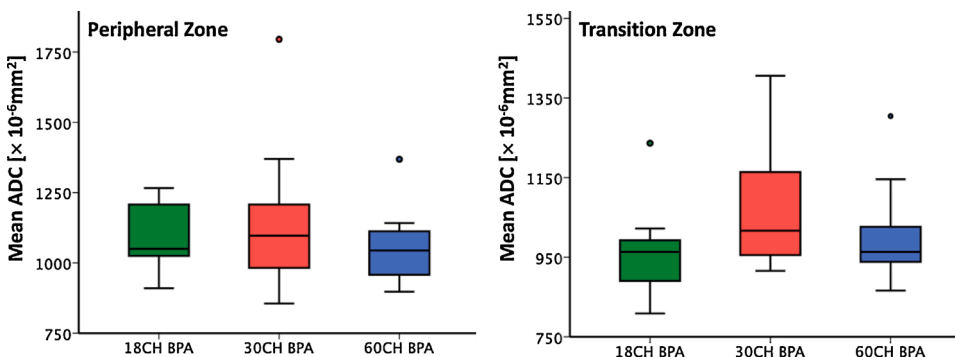 Peripheral Zone
Mean ADC [× 10⁻⁶mm²]
1750
1500
1250
1000
750
18CH BPA 30CH BPA 60CH BPA
Transition Zone
Mean ADC [× 10⁻⁶mm²]
1550
1350
1150
950
750
18CH BPA 30CH BPA 60CH BPA